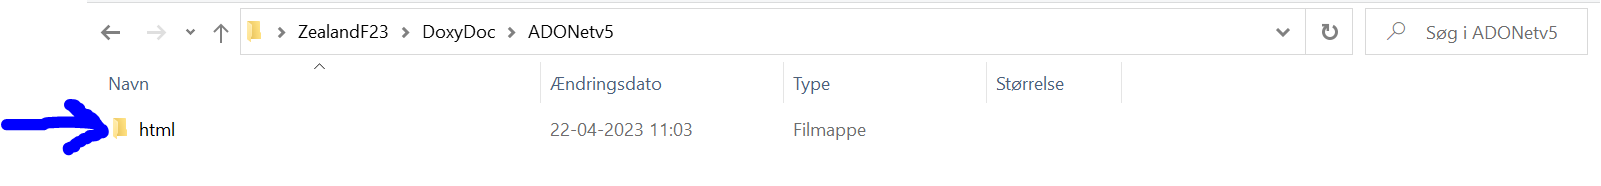 ZealandF23 > DoxyDoc > ADONetv5 Søg i ADONetv5
Navn Ændringsdato Type Størrelse
html 22-04-2023 11:03 Filmappe